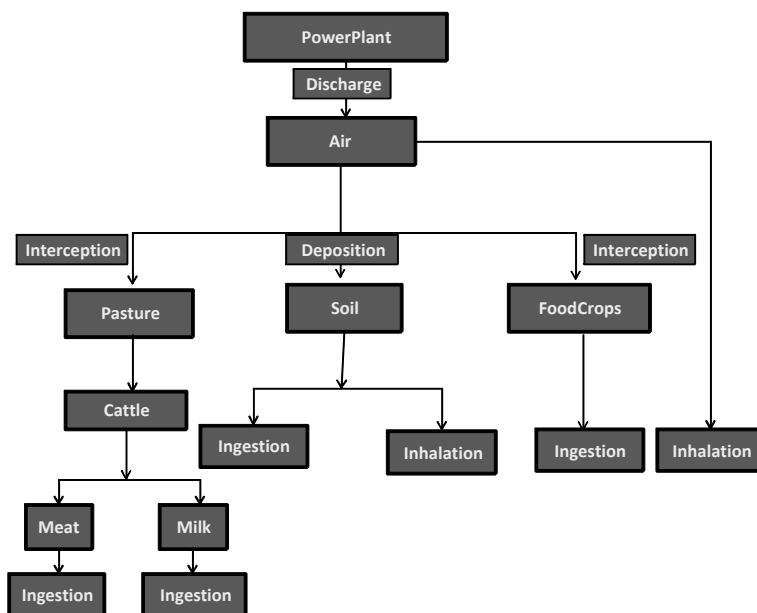 PowerPlant
Discharge
Air
Interception
Deposition
Interception
Pasture
Soil
FoodCrops
Cattle
Ingestion
Inhalation
Ingestion
Inhalation
Meat
Milk
Ingestion
Ingestion